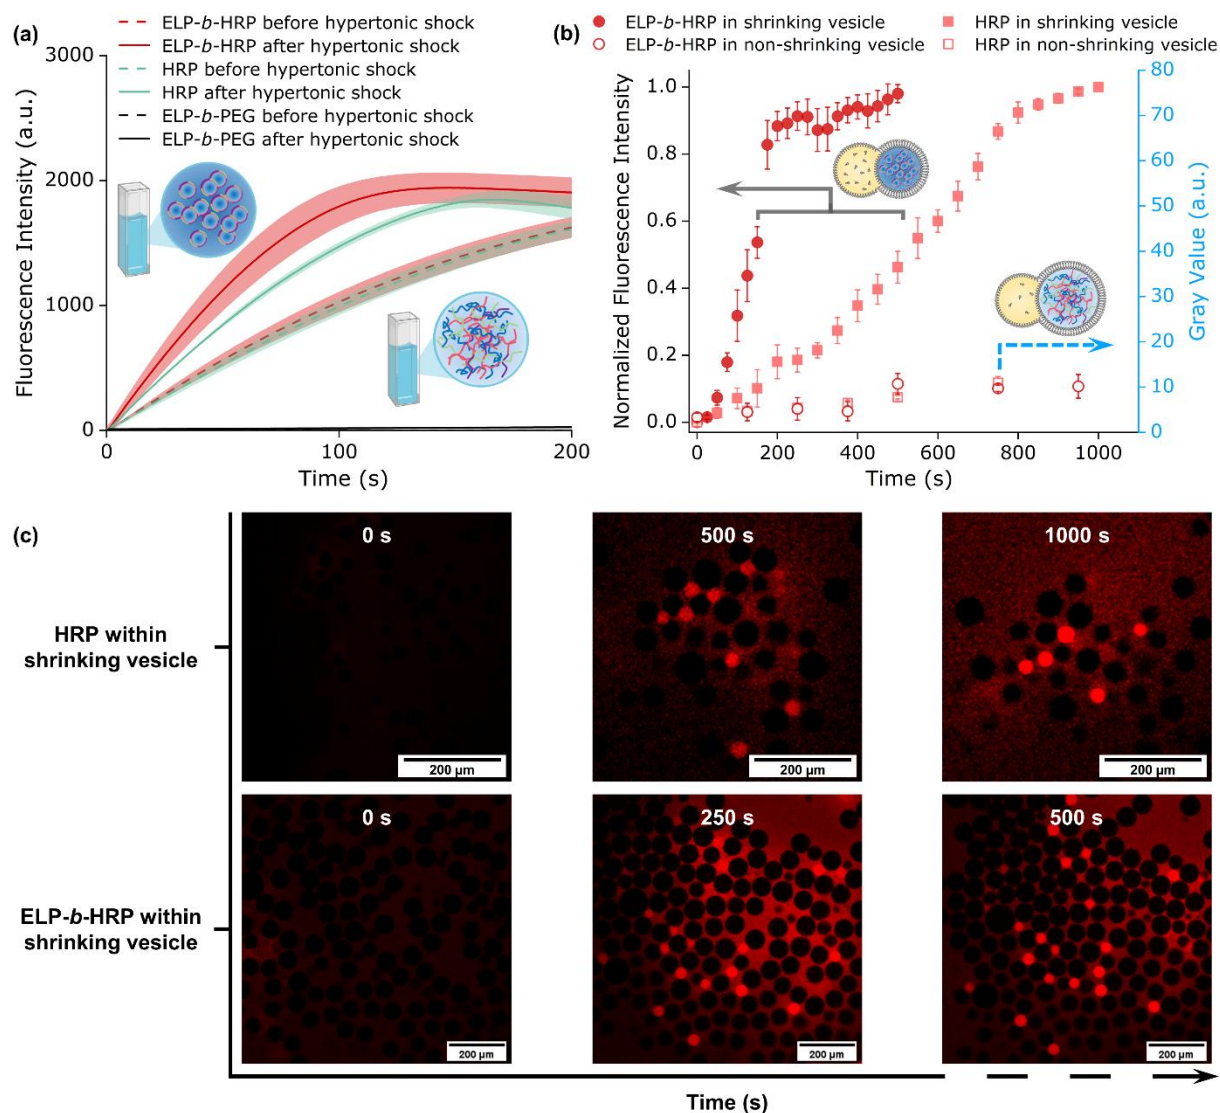 (a)
ELP-b-HRP before hypertonic shock
ELP-b-HRP after hypertonic shock
HRP before hypertonic shock
HRP after hypertonic shock
ELP-b-PEG before hypertonic shock
ELP-b-PEG after hypertonic shock
Fluorescence Intensity (a.u.)
3000
2000
1000
0
0 100 200
Time (s)
(b)
ELP-b-HRP in shrinking vesicle
HRP in shrinking vesicle
ELP-b-HRP in non-shrinking vesicle
HRP in non-shrinking vesicle
Normalized Fluorescence Intensity
1.0
0.8
0.6
0.4
0.2
0.0
0 200 400 600 800 1000
Time (s)
80
70
60
50
40
30
20
10
0
Gray Value (a.u.)
(c)
HRP within
shrinking vesicle
0 s
200 µm
500 s
200 µm
1000 s
200 µm
ELP-b-HRP within
shrinking vesicle
0 s
200 µm
250 s
200 µm
500 s
200 µm
Time (s)